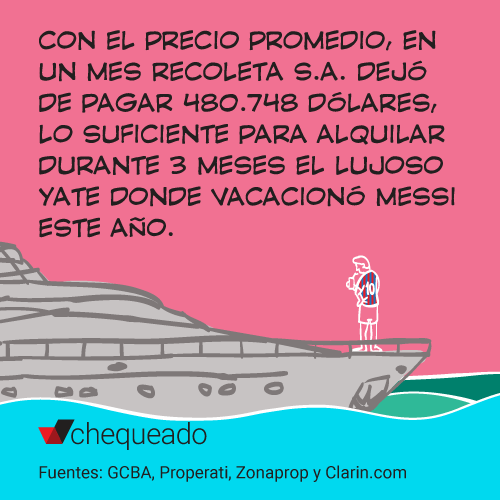 CON EL PRECIO PROMEDIO, EN
UN MES RECOLETA S.A. DEJÓ
DE PAGAR 480.748 DÓLARES,
LO SUFICIENTE PARA ALQUILAR
DURANTE 3 MESES EL LUJOSO
YATE DONDE VACACIONÓ MESSI
ESTE AÑO.
10
chequeado
Fuentes: GCBA, Properati, Zonaprop y Clarin.com